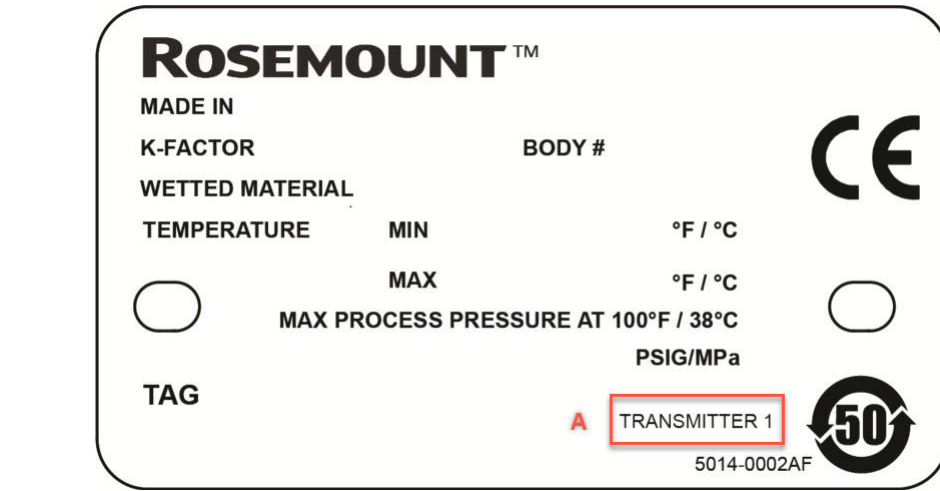 ROSEMOUNT™
MADE IN
K-FACTOR BODY #
WETTED MATERIAL
TEMPERATURE MIN °F / °C
MAX °F / °C
MAX PROCESS PRESSURE AT 100°F / 38°C
PSIG/MPa
TAG
A TRANSMITTER 1
50
5014-0002AF
CE